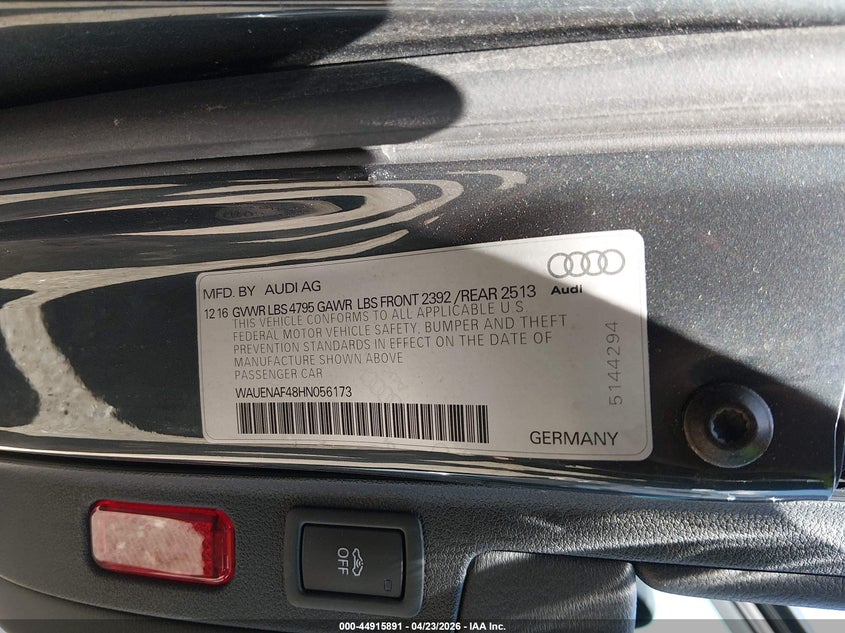 MFD. BY AUDI AG
Audi
12 16 GVWR LBS 4795 GAWR LBS FRONT 2392 /REAR 2513
THIS VEHICLE CONFORMS TO ALL APPLICABLE U S
FEDERAL MOTOR VEHICLE SAFETY, BUMPER AND THEFT
PREVENTION STANDARDS IN EFFECT ON THE DATE OF
MANUFACTURE SHOWN ABOVE
PASSENGER CAR
WAUENAF48HN056173
5144294
GERMANY
OFF
000-44915891 - 04/23/2026 - IAA Inc.